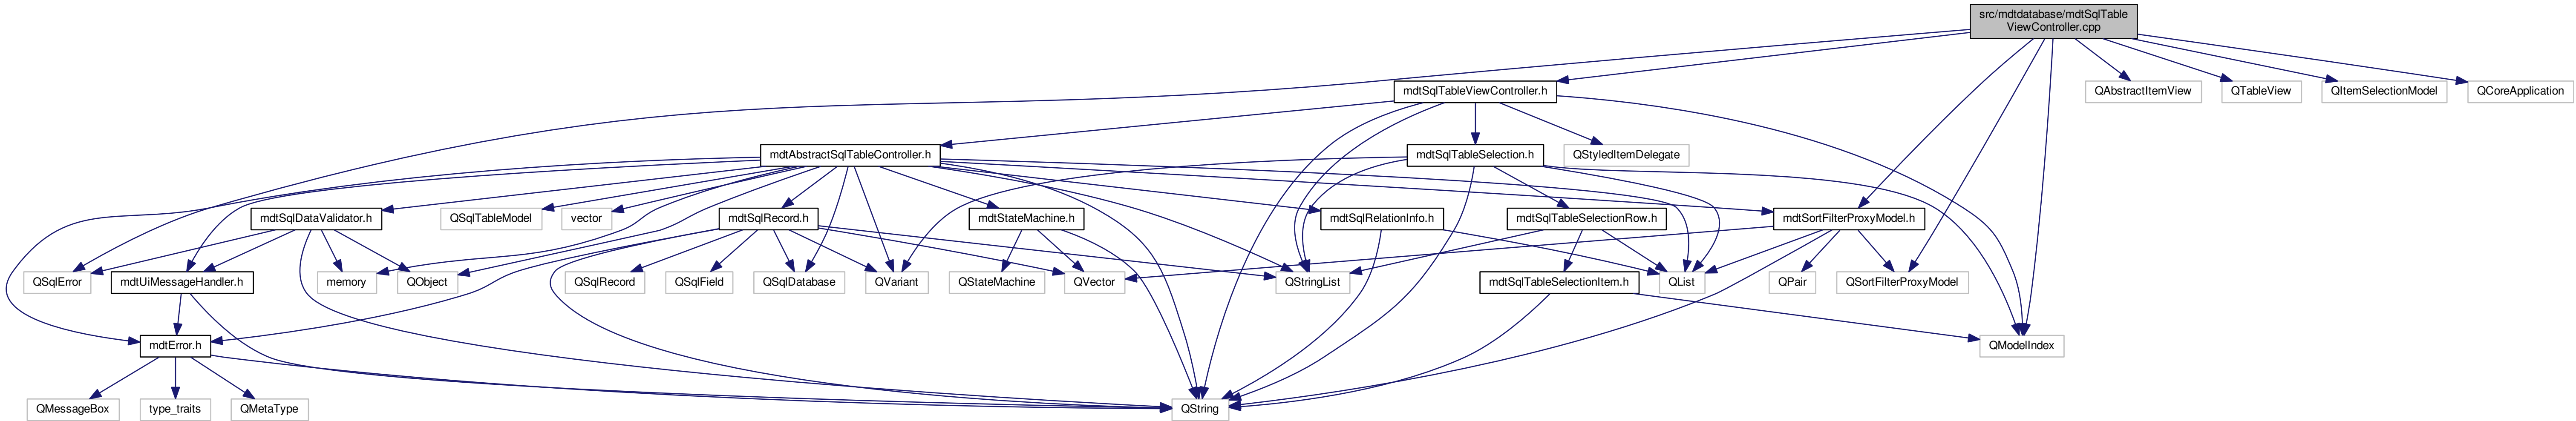 src/mdtdatabase/mdtSqlTable
ViewController.cpp
mdtSqlTableViewController.h
QAbstractItemView
QTableView
QItemSelectionModel
QCoreApplication
mdtAbstractSqlTableController.h
mdtSqlTableSelection.h
QStyledItemDelegate
mdtSqlDataValidator.h
QSqlTableModel
vector
mdtSqlRecord.h
mdtStateMachine.h
mdtSqlRelationInfo.h
mdtSqlTableSelectionRow.h
mdtSortFilterProxyModel.h
QSqlError
mdtUiMessageHandler.h
memory
QObject
QSqlRecord
QSqlField
QSqlDatabase
QVariant
QStateMachine
QVector
QStringList
mdtSqlTableSelectionItem.h
QList
QPair
QSortFilterProxyModel
mdtError.h
QModelIndex
QMessageBox
type_traits
QMetaType
QString